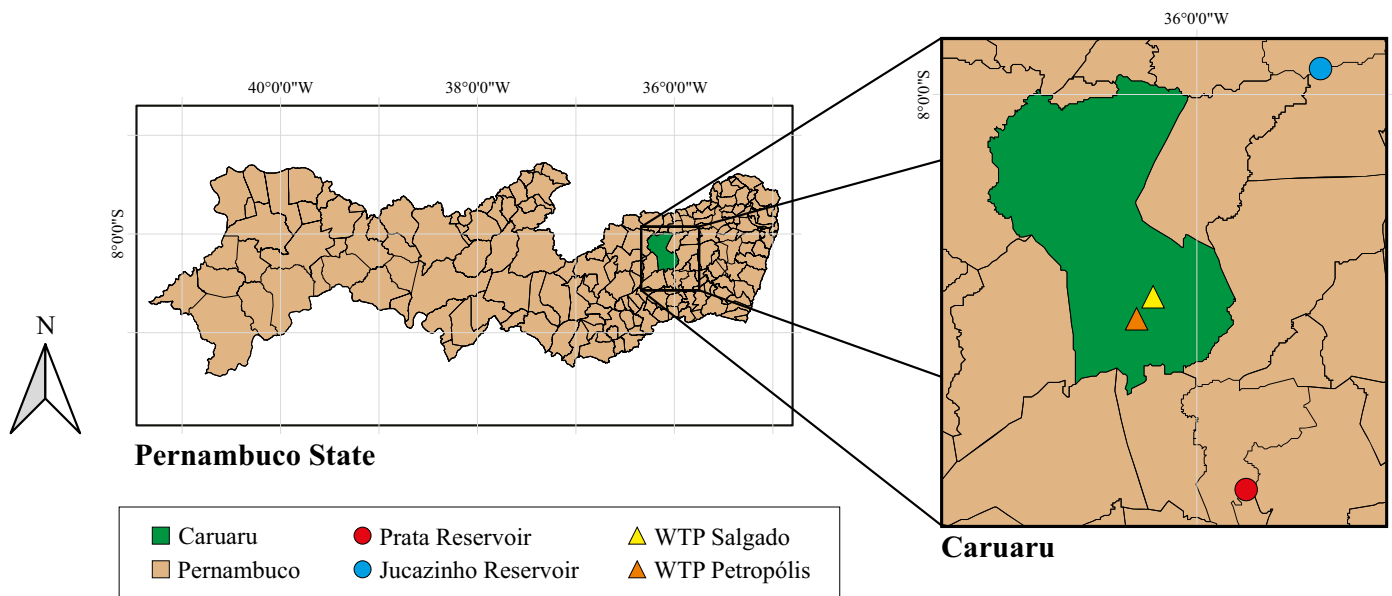 36°0'0"W
40°0'0"W
38°0'0"W
36°0'0"W
8°0'0"S
8°0'0"S
N
Pernambuco State
Caruaru
Caruaru
Prata Reservoir
WTP Salgado
Pernambuco
Jucazinho Reservoir
WTP Petropólis